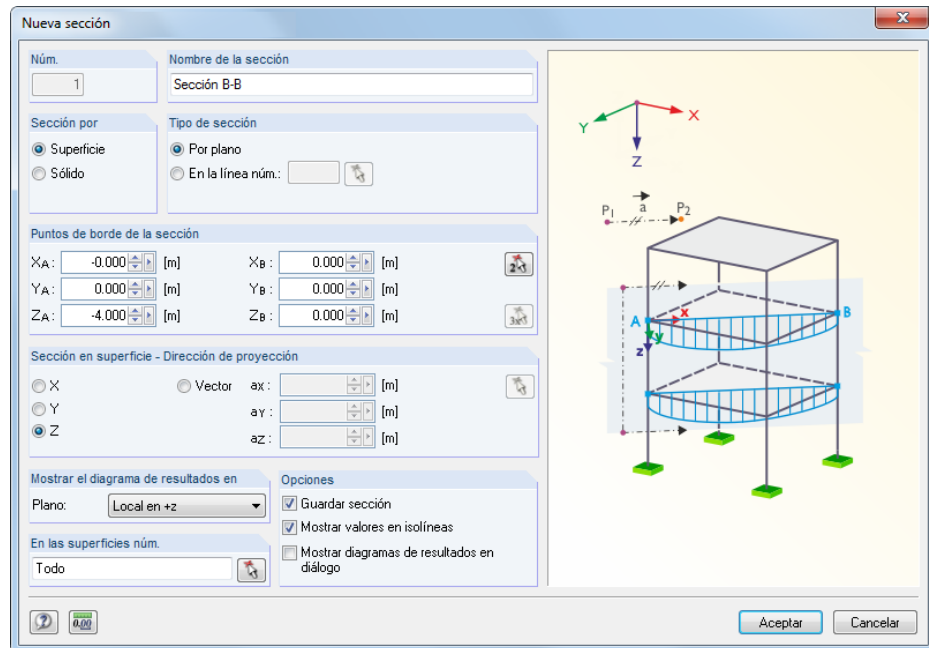 Nueva sección
Núm.
1
Nombre de la sección
Sección B-B
Sección por
Superficie
Sólido
Tipo de sección
Por plano
En la línea núm.:
Puntos de borde de la sección
XA: -0.000 [m] XB: 0.000 [m]
YA: 0.000 [m] YB: 0.000 [m]
ZA: -4.000 [m] ZB: 0.000 [m]
Sección en superficie - Dirección de proyección
X
Y
Z
Vector
aX: [m]
aY: [m]
aZ: [m]
Mostrar el diagrama de resultados en
Plano: Local en +z
En las superficies núm.
Todo
Opciones
Guardar sección
Mostrar valores en isolíneas
Mostrar diagramas de resultados en
diálogo
Y X
Z
P1 a P2
A x B
y
z
0.00
Aceptar Cancelar